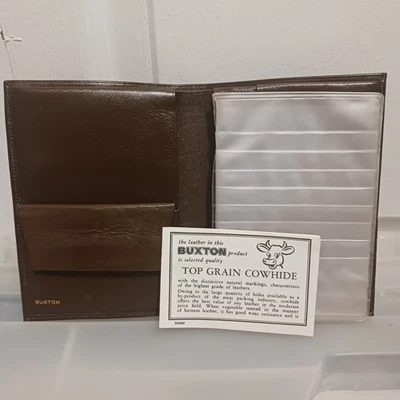 the leather in this
BUXTON product
is selected quality
TOP GRAIN COWHIDE
with the distinctive natural markings, characteristic
of the highest grade of leathers.
Owing to the large quantity of hides available as a
by-product of the meat packing industry, cowhide
offers the best value of any leather in the moderate
price field. When vegetable tanned in the manner
of harness leather, it has good wear resistance and is
BUXTON